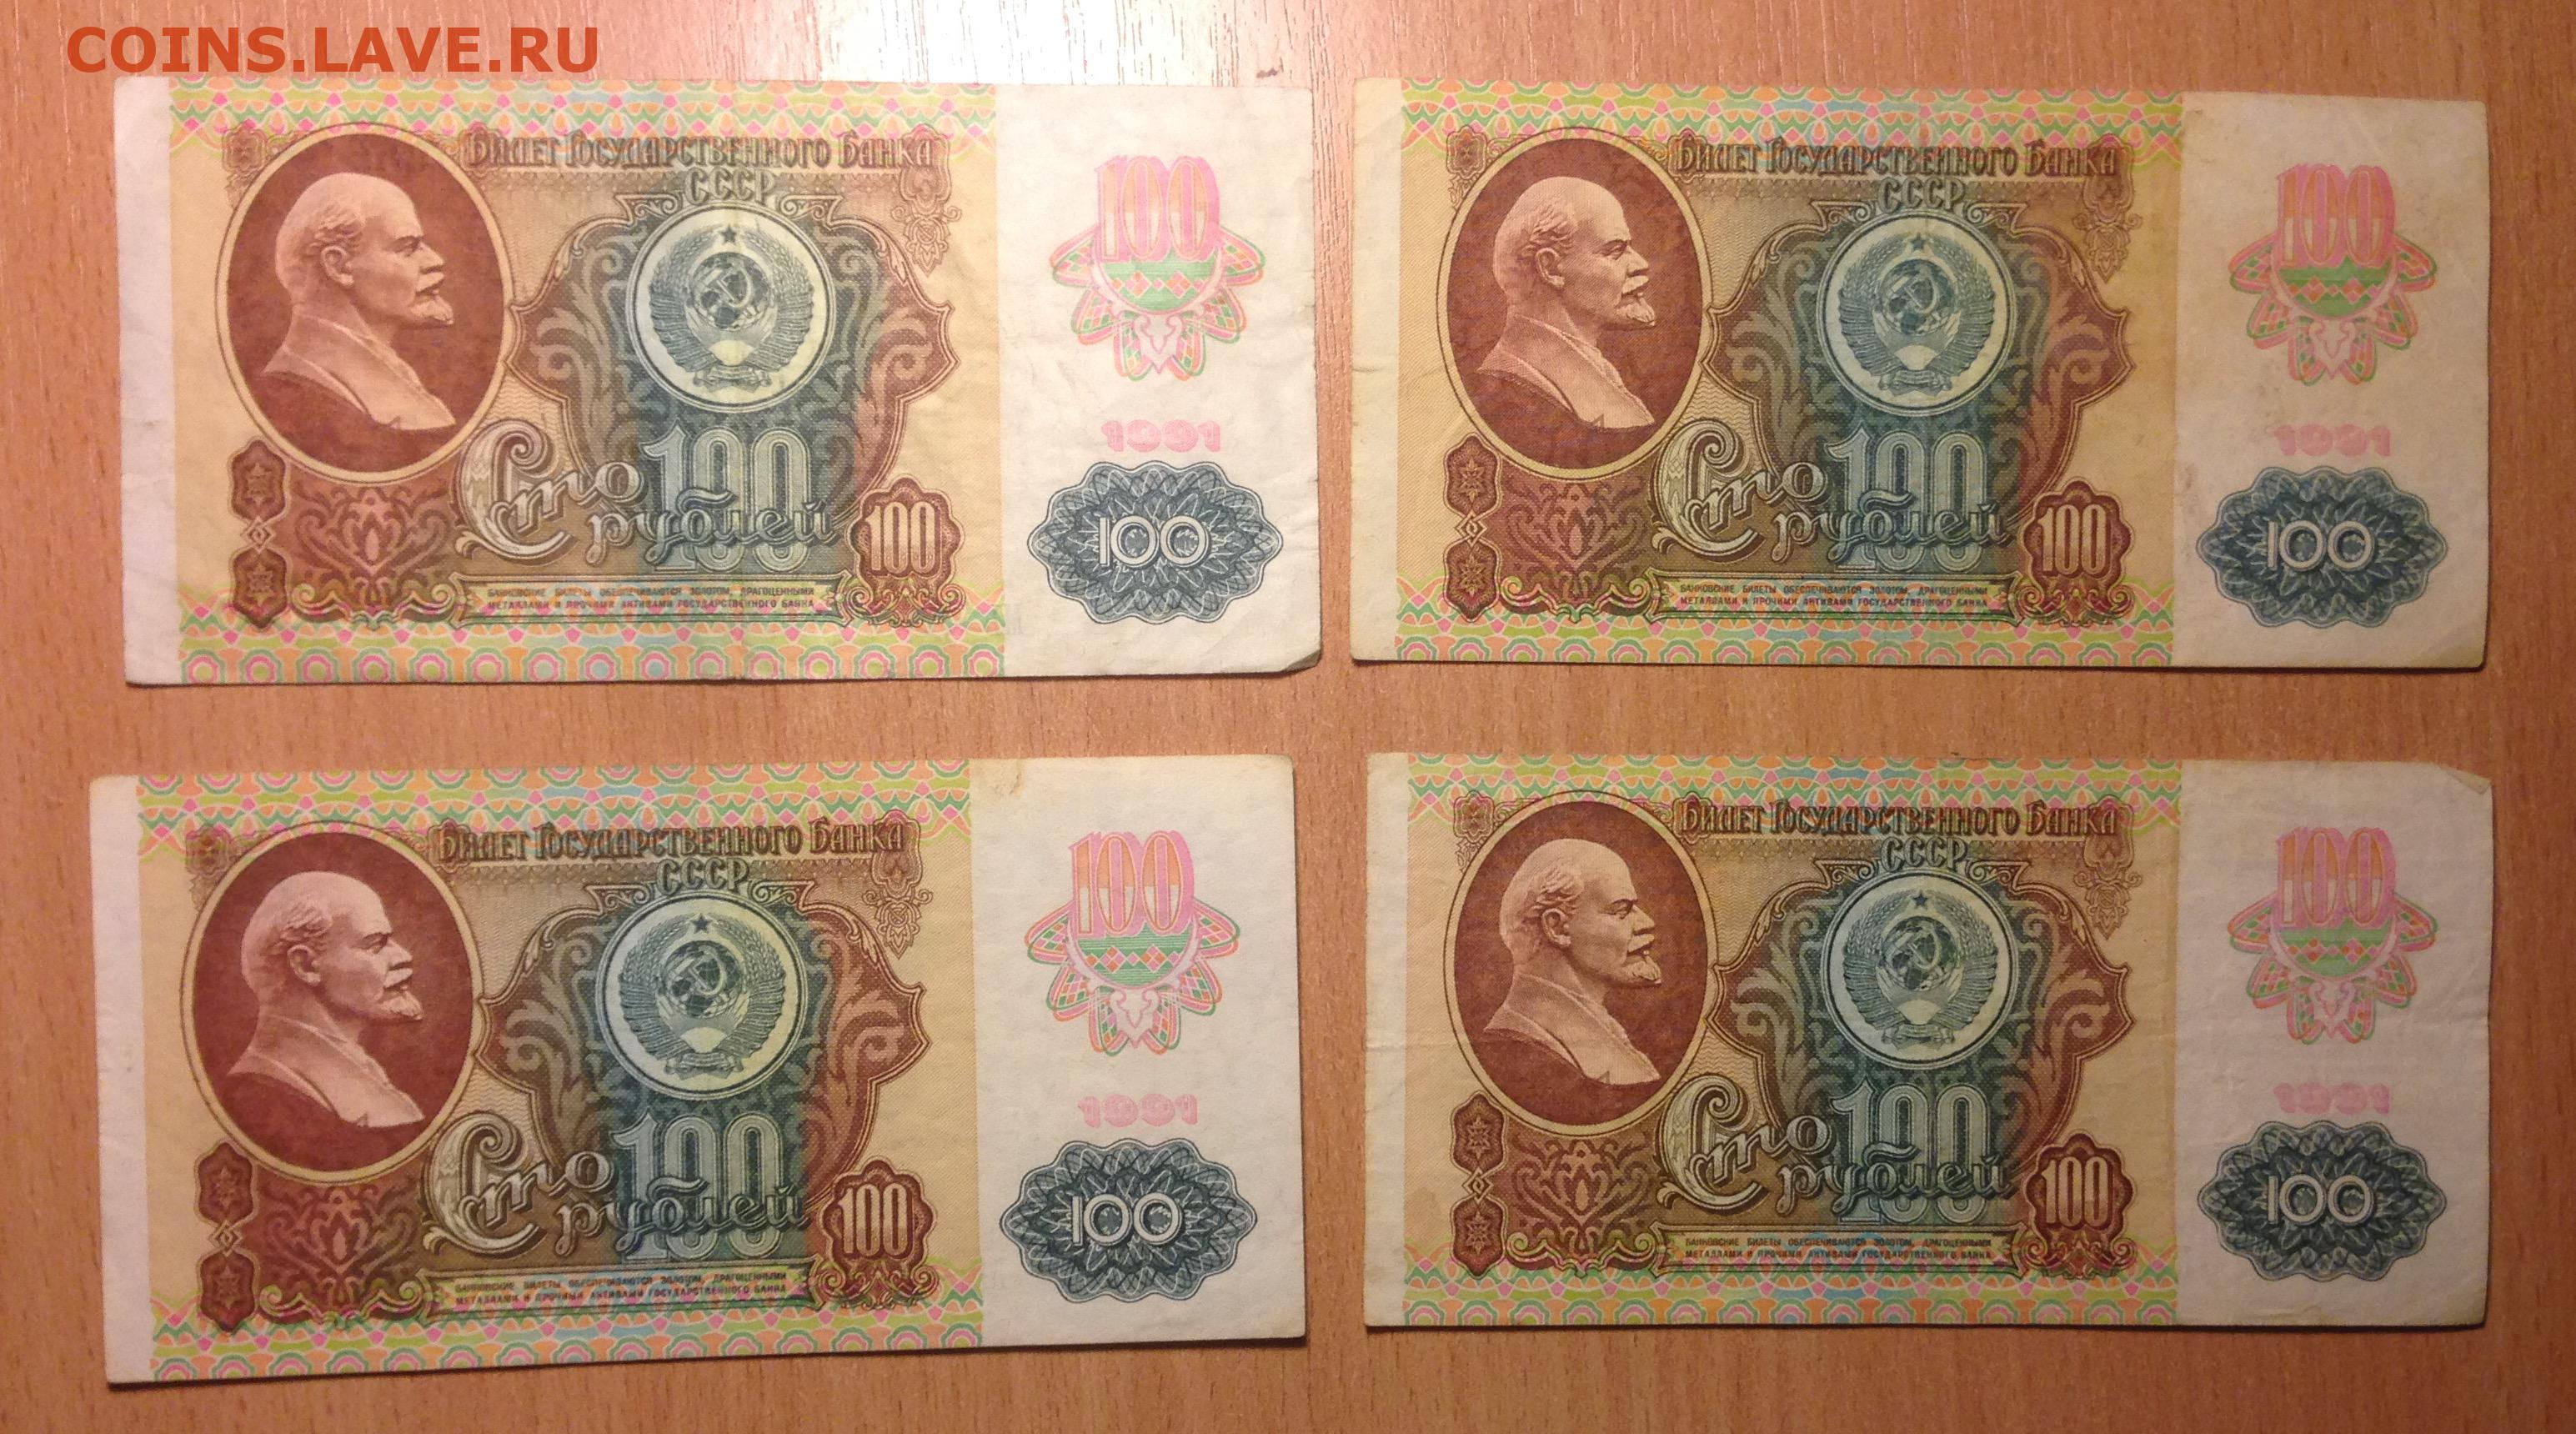 COINS.LAVE.RU
Билет Государственного Банка
СССР
100
1991
Сто
100
рублей
100
100
БАНКОВСКИЕ БИЛЕТЫ ОБЕСПЕЧИВАЮТСЯ ЗОЛОТОМ, ДРАГОЦЕННЫМИ
МЕТАЛЛАМИ И ПРОЧИМИ АКТИВАМИ ГОСУДАРСТВЕННОГО БАНКА
Билет Государственного Банка
СССР
100
1991
Сто
100
рублей
100
100
БАНКОВСКИЕ БИЛЕТЫ ОБЕСПЕЧИВАЮТСЯ ЗОЛОТОМ, ДРАГОЦЕННЫМИ
МЕТАЛЛАМИ И ПРОЧИМИ АКТИВАМИ ГОСУДАРСТВЕННОГО БАНКА
Билет Государственного Банка
СССР
100
1991
Сто
100
рублей
100
100
БАНКОВСКИЕ БИЛЕТЫ ОБЕСПЕЧИВАЮТСЯ ЗОЛОТОМ, ДРАГОЦЕННЫМИ
МЕТАЛЛАМИ И ПРОЧИМИ АКТИВАМИ ГОСУДАРСТВЕННОГО БАНКА
Билет Государственного Банка
СССР
100
1991
Сто
100
рублей
100
100
БАНКОВСКИЕ БИЛЕТЫ ОБЕСПЕЧИВАЮТСЯ ЗОЛОТОМ, ДРАГОЦЕННЫМИ
МЕТАЛЛАМИ И ПРОЧИМИ АКТИВАМИ ГОСУДАРСТВЕННОГО БАНКА